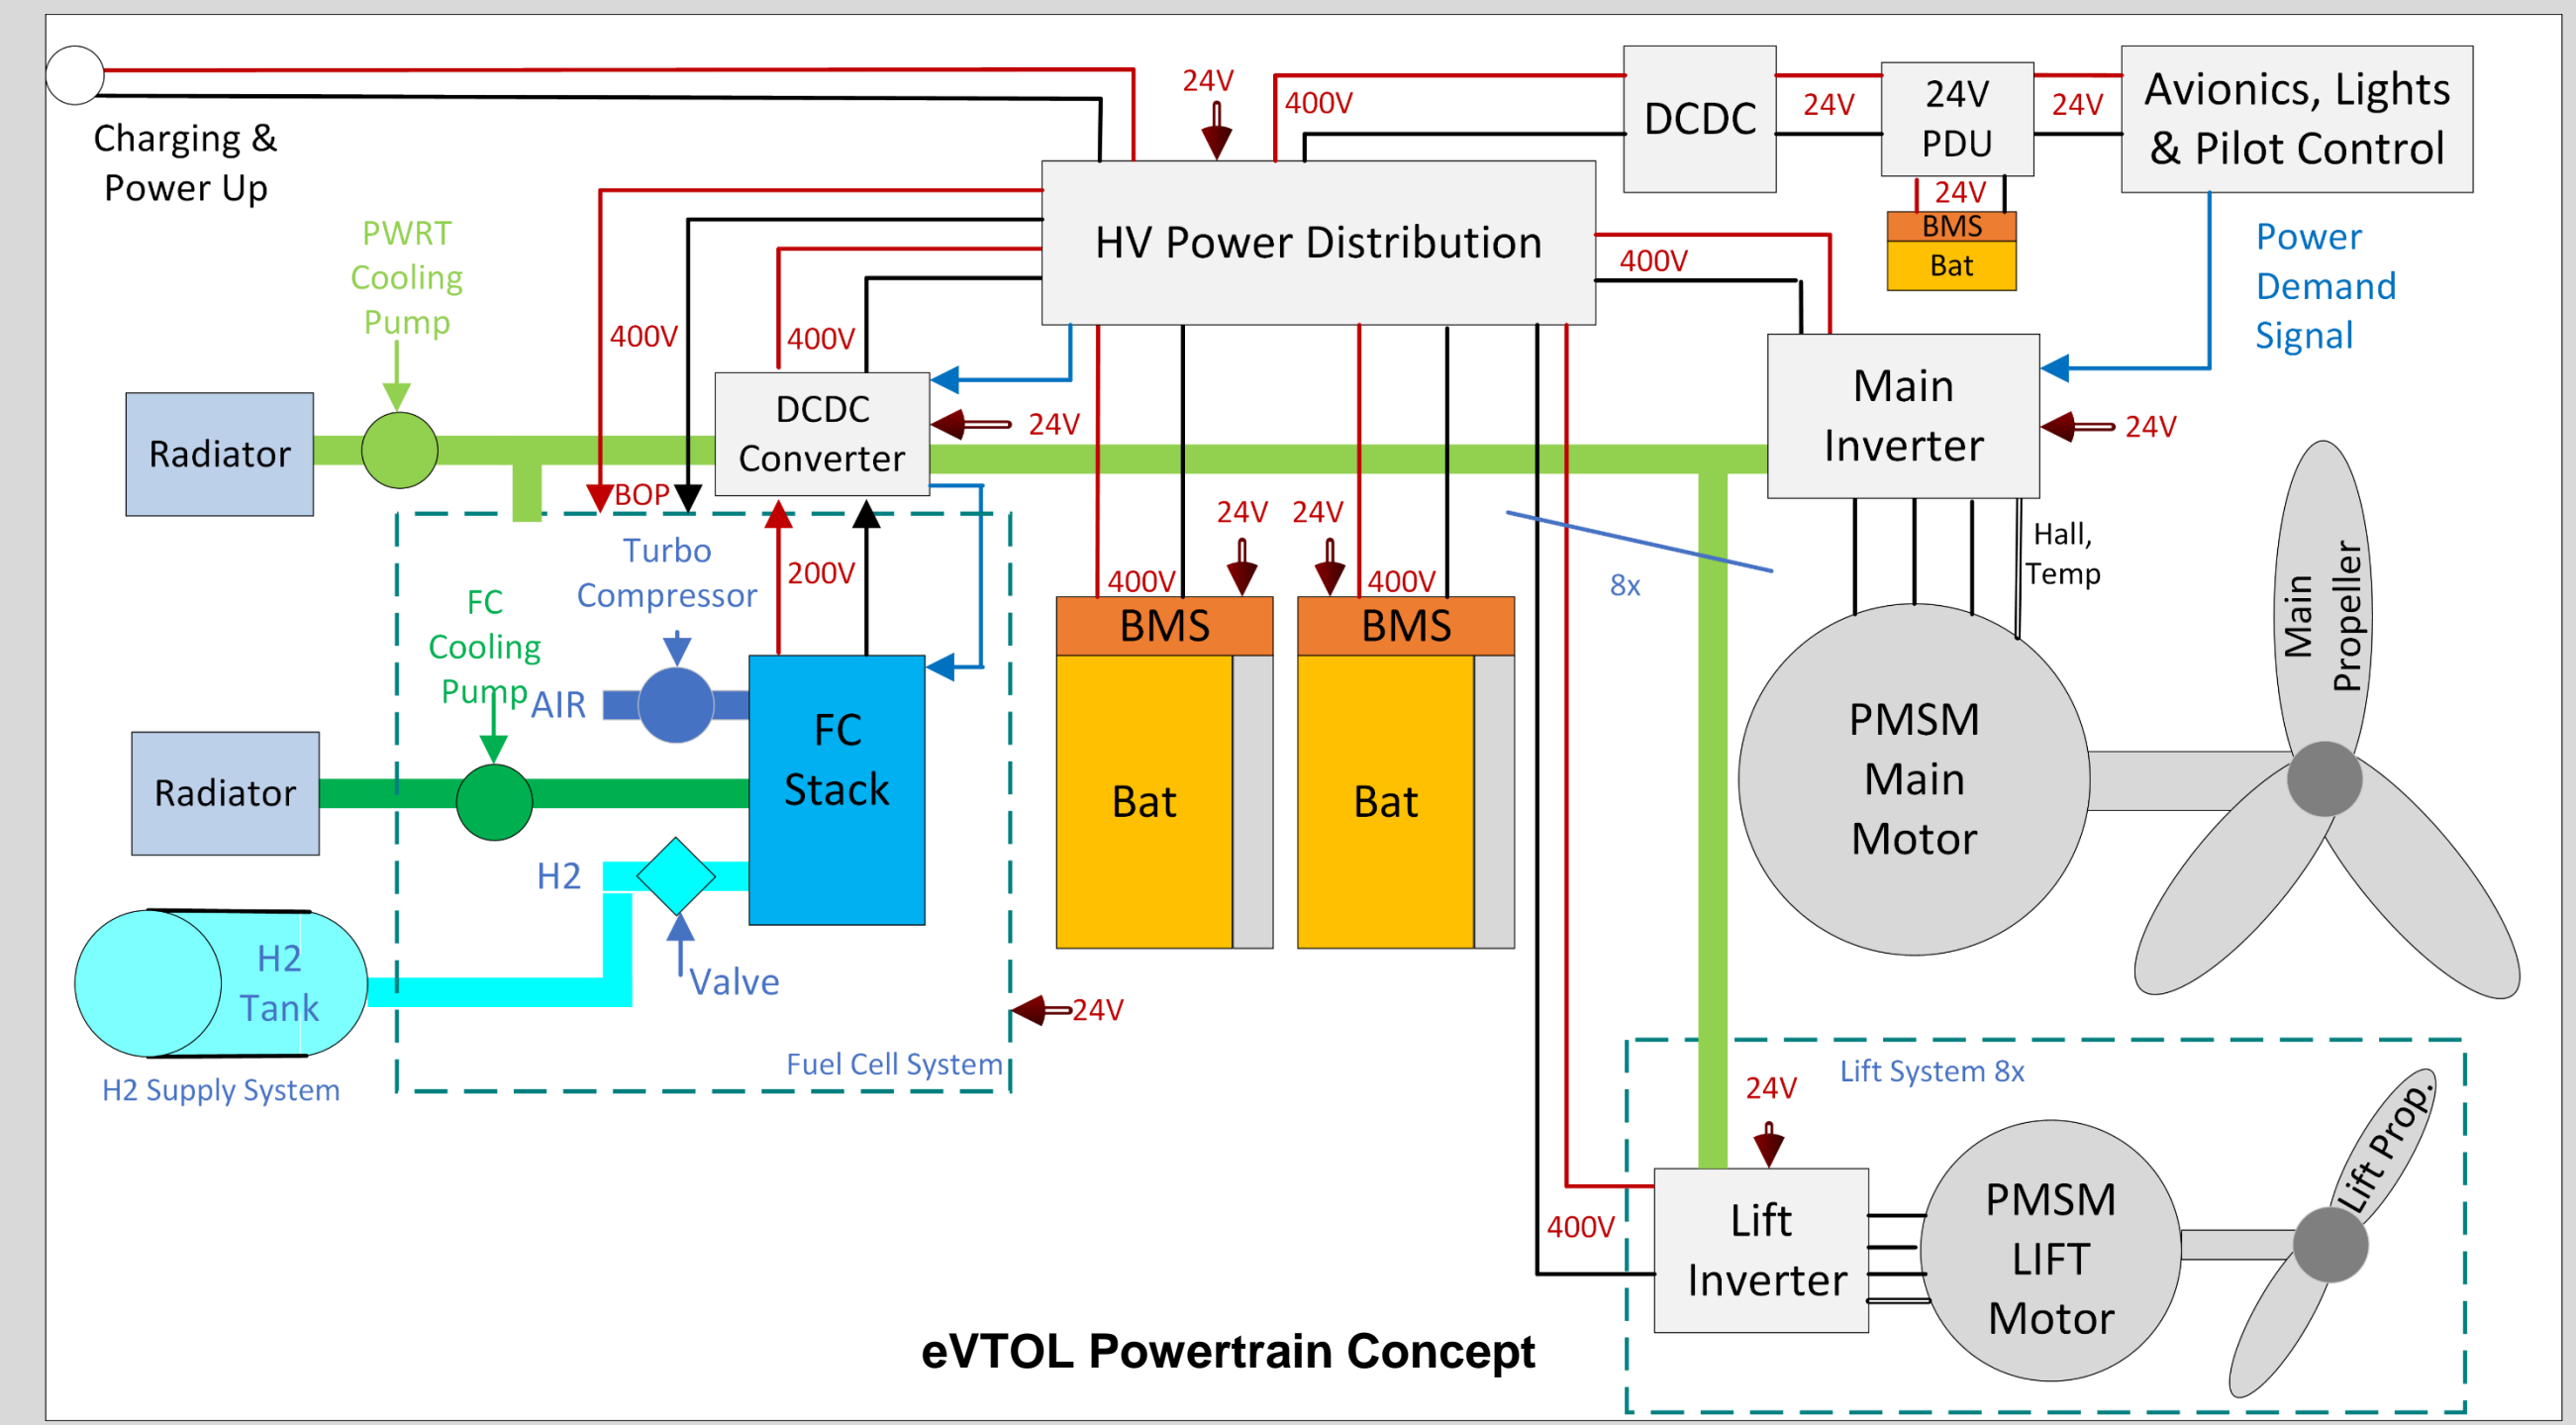 Charging &
Power Up
24V
400V
DCDC
24V
24V
PDU
24V
Avionics, Lights
& Pilot Control
24V
BMS
Bat
Power
Demand
Signal
HV Power Distribution
400V
PWRT
Cooling
Pump
400V
400V
Radiator
DCDC
Converter
24V
Main
Inverter
24V
BOP
Turbo
Compressor
200V
24V
24V
8x
Hall,
Temp
Main
Propeller
400V
400V
BMS
BMS
FC
Cooling
Pump
AIR
FC
Stack
Radiator
Bat
Bat
PMSM
Main
Motor
H2
H2
Tank
Valve
24V
Fuel Cell System
H2 Supply System
Lift System 8x
24V
Lift Prop.
400V
Lift
Inverter
PMSM
LIFT
Motor
eVTOL Powertrain Concept